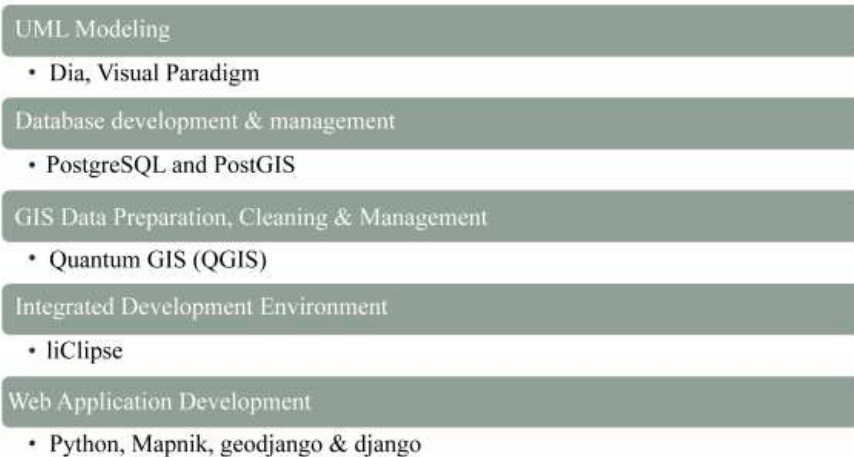 UML Modeling
• Dia, Visual Paradigm
Database development & management
• PostgreSQL and PostGIS
GIS Data Preparation, Cleaning & Management
• Quantum GIS (QGIS)
Integrated Development Environment
• liClipse
Web Application Development
• Python, Mapnik, geodjango & django